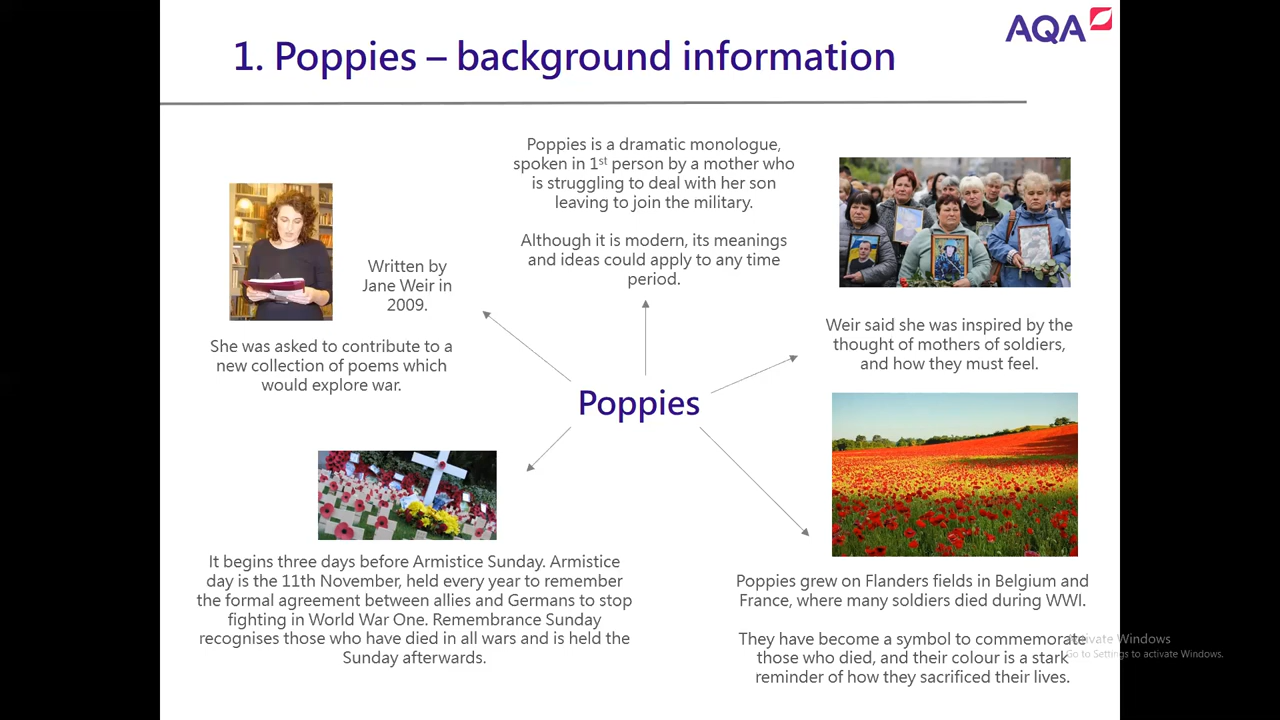 AQA
1. Poppies – background information
Poppies is a dramatic monologue,
spoken in 1st person by a mother who
is struggling to deal with her son
leaving to join the military.
Although it is modern, its meanings
and ideas could apply to any time
period.
Written by
Jane Weir in
2009.
She was asked to contribute to a
new collection of poems which
would explore war.
Weir said she was inspired by the
thought of mothers of soldiers,
and how they must feel.
Poppies
It begins three days before Armistice Sunday. Armistice
day is the 11th November, held every year to remember
the formal agreement between allies and Germans to stop
fighting in World War One. Remembrance Sunday
recognises those who have died in all wars and is held the
Sunday afterwards.
Poppies grew on Flanders fields in Belgium and
France, where many soldiers died during WWI.
They have become a symbol to commemorate
those who died, and their colour is a stark
reminder of how they sacrificed their lives.
Activate Windows
Go to Settings to activate Windows.